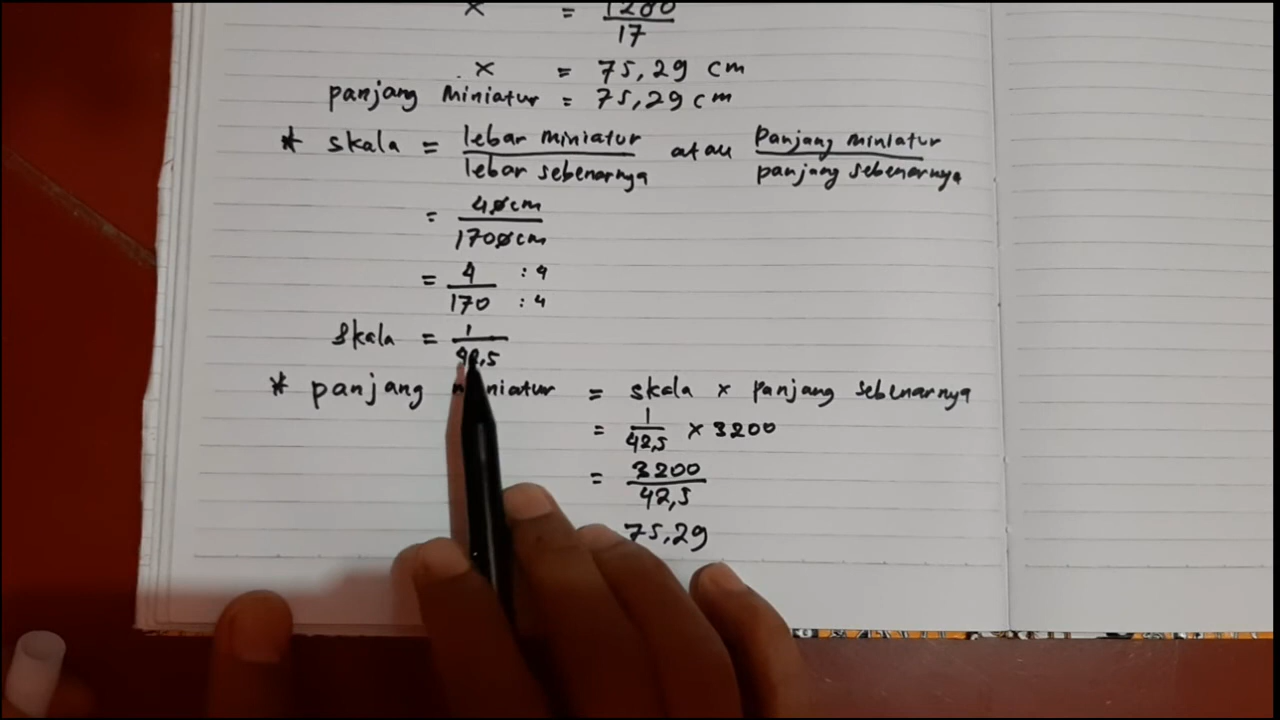 x = 1280
17
x = 75,29 cm
panjang miniatur = 75,29 cm
* skala = lebar miniatur atau Panjang miniatur
lebar sebenarnya panjang sebenarnya
= 40cm
1700cm
= 4 : 4
170 : 4
Skala = 1
42,5
* panjang miniatur = skala x panjang sebenarnya
= 1 x 3200
42,5
= 3200
42,5
75,29